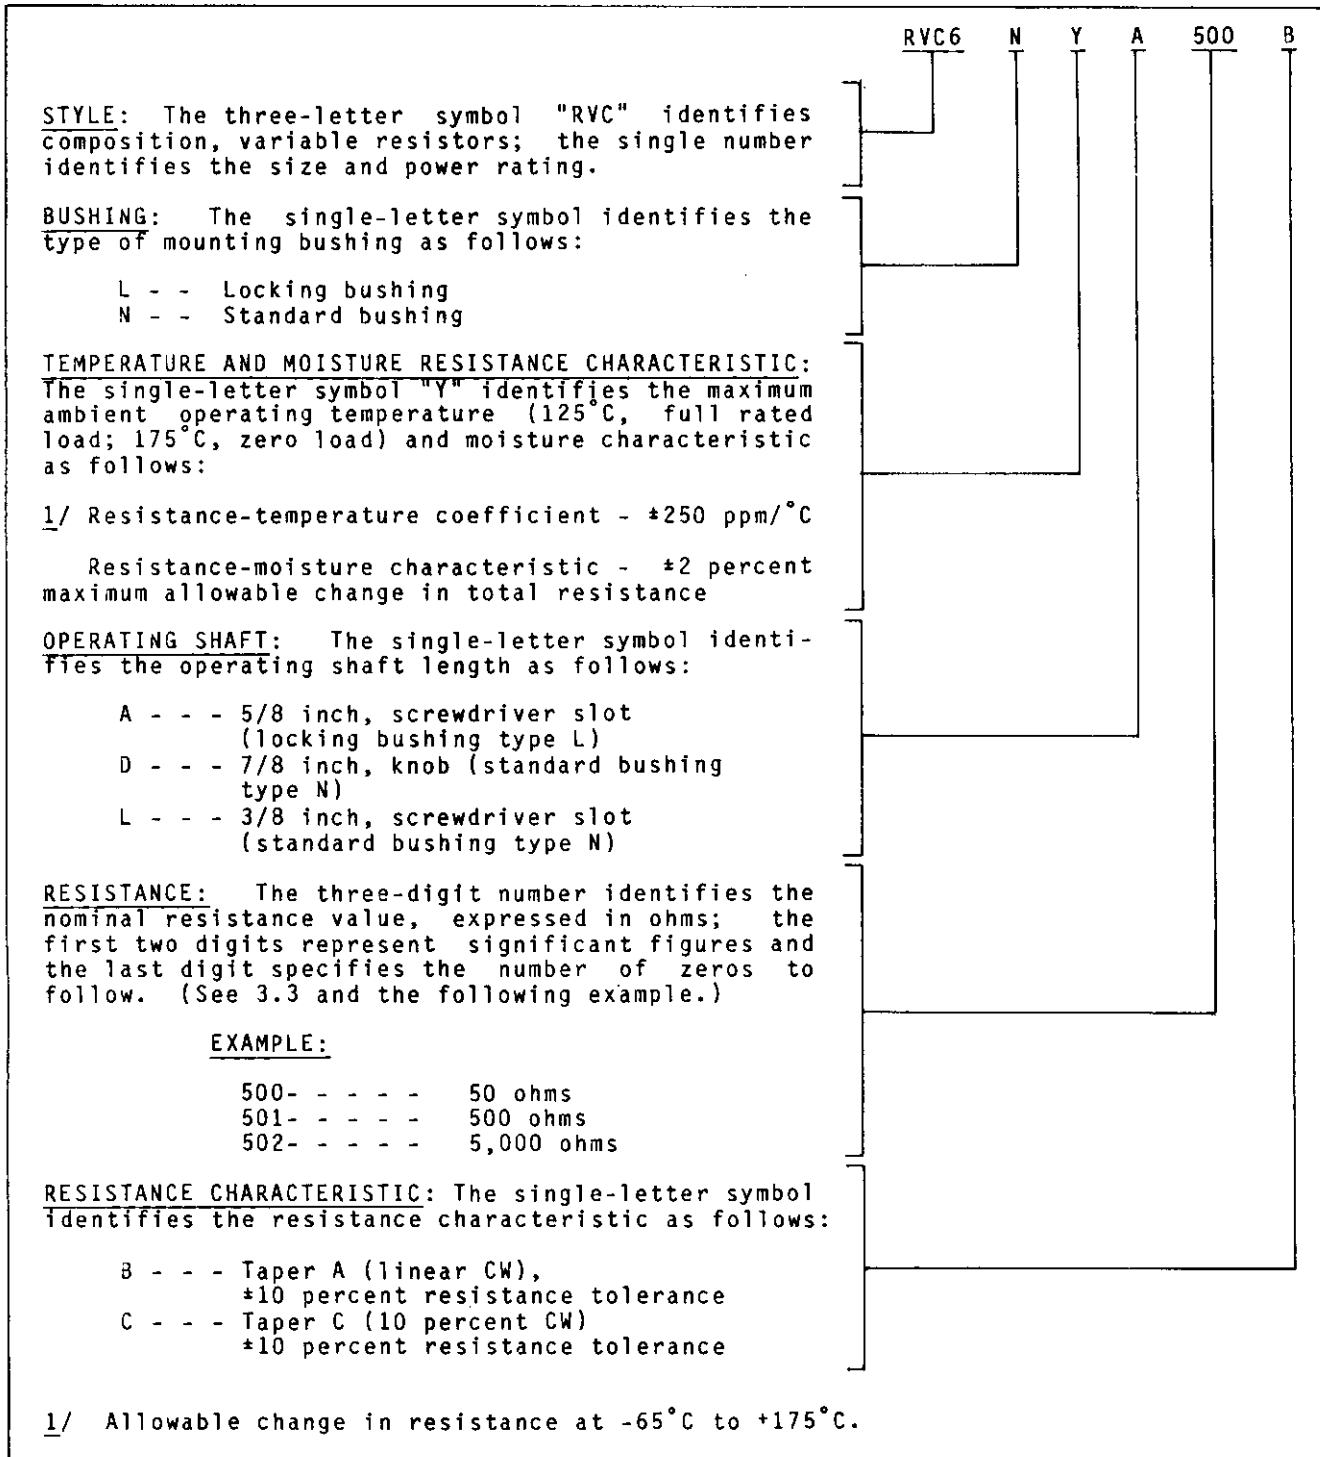 RVC6 N Y A 500 B
STYLE: The three-letter symbol "RVC" identifies
composition, variable resistors; the single number
identifies the size and power rating.
BUSHING: The single-letter symbol identifies the
type of mounting bushing as follows:
L - - Locking bushing
N - - Standard bushing
TEMPERATURE AND MOISTURE RESISTANCE CHARACTERISTIC:
The single-letter symbol "Y" identifies the maximum
ambient operating temperature (125°C, full rated
load; 175°C, zero load) and moisture characteristic
as follows:
1/ Resistance-temperature coefficient - ±250 ppm/°C
Resistance-moisture characteristic - ±2 percent
maximum allowable change in total resistance
OPERATING SHAFT: The single-letter symbol identi-
fies the operating shaft length as follows:
A - - - 5/8 inch, screwdriver slot
(locking bushing type L)
D - - - 7/8 inch, knob (standard bushing
type N)
L - - - 3/8 inch, screwdriver slot
(standard bushing type N)
RESISTANCE: The three-digit number identifies the
nominal resistance value, expressed in ohms; the
first two digits represent significant figures and
the last digit specifies the number of zeros to
follow. (See 3.3 and the following example.)
EXAMPLE:
500- - - - - 50 ohms
501- - - - - 500 ohms
502- - - - - 5,000 ohms
RESISTANCE CHARACTERISTIC: The single-letter symbol
identifies the resistance characteristic as follows:
B - - - Taper A (linear CW),
±10 percent resistance tolerance
C - - - Taper C (10 percent CW)
±10 percent resistance tolerance
1/ Allowable change in resistance at -65°C to +175°C.